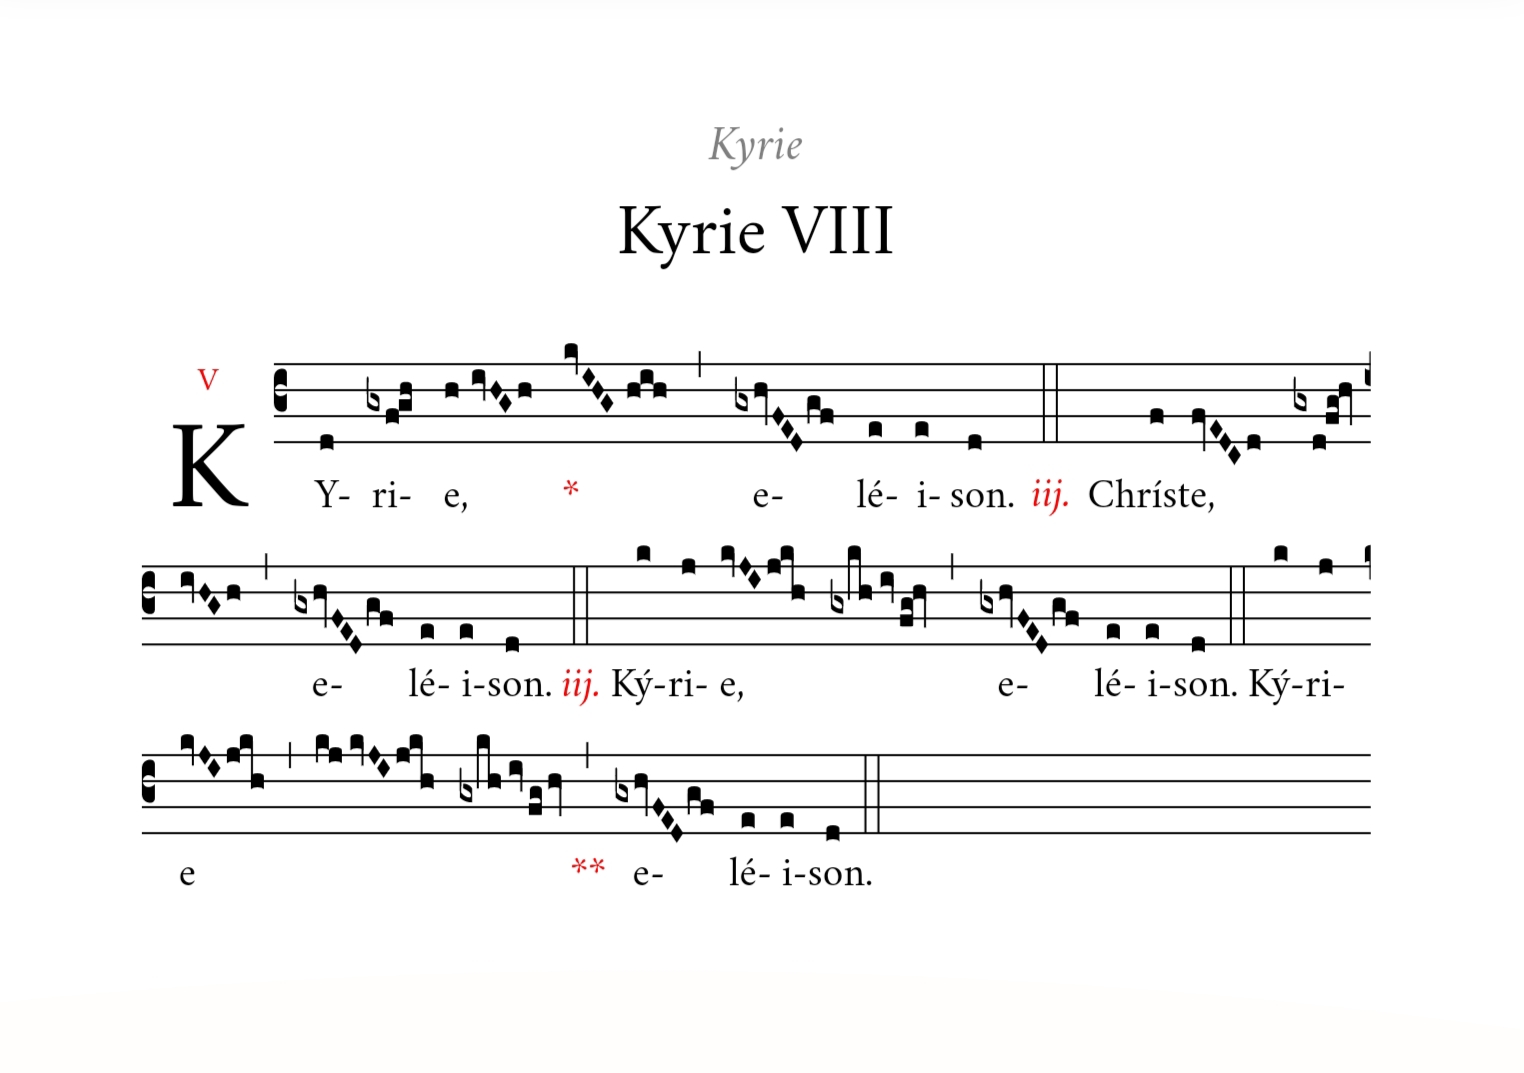 Kyrie
Kyrie VIII
V
KY- ri- e, * e- lé- i- son. iij. Chríste,
e- lé- i-son. iij. Ký-ri- e, e- lé- i-son. Ký-ri-
e ** e- lé- i-son.